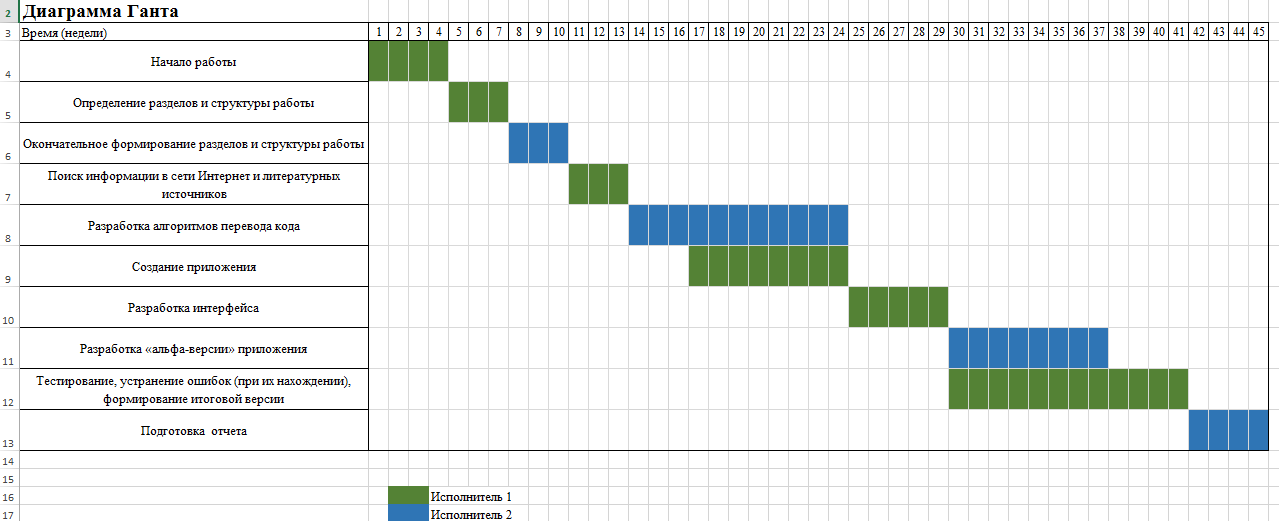 2 Диаграмма Ганта
3 Время (недели) 1 2 3 4 5 6 7 8 9 10 11 12 13 14 15 16 17 18 19 20 21 22 23 24 25 26 27 28 29 30 31 32 33 34 35 36 37 38 39 40 41 42 43 44 45
4 Начало работы
5 Определение разделов и структуры работы
6 Окончательное формирование разделов и структуры работы
Поиск информации в сети Интернет и литературных
7 источников
8 Разработка алгоритмов перевода кода
9 Создание приложения
10 Разработка интерфейса
11 Разработка «альфа-версии» приложения
Тестирование, устранение ошибок (при их нахождении),
12 формирование итоговой версии
13 Подготовка отчета
14
15
16 Исполнитель 1
17 Исполнитель 2